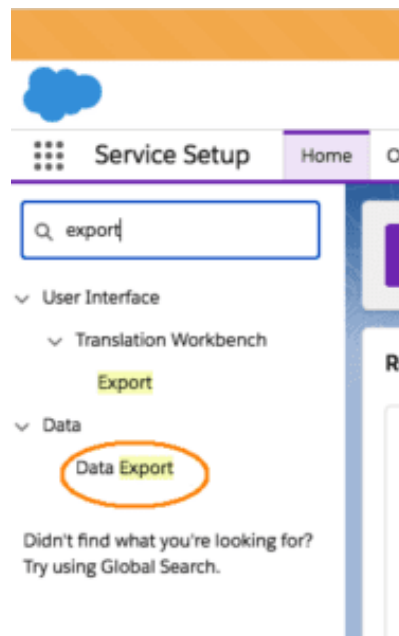 Service Setup
Home
O
export
User Interface
Translation Workbench
Export
R
Data
Data Export
Didn't find what you're looking for?
Try using Global Search.